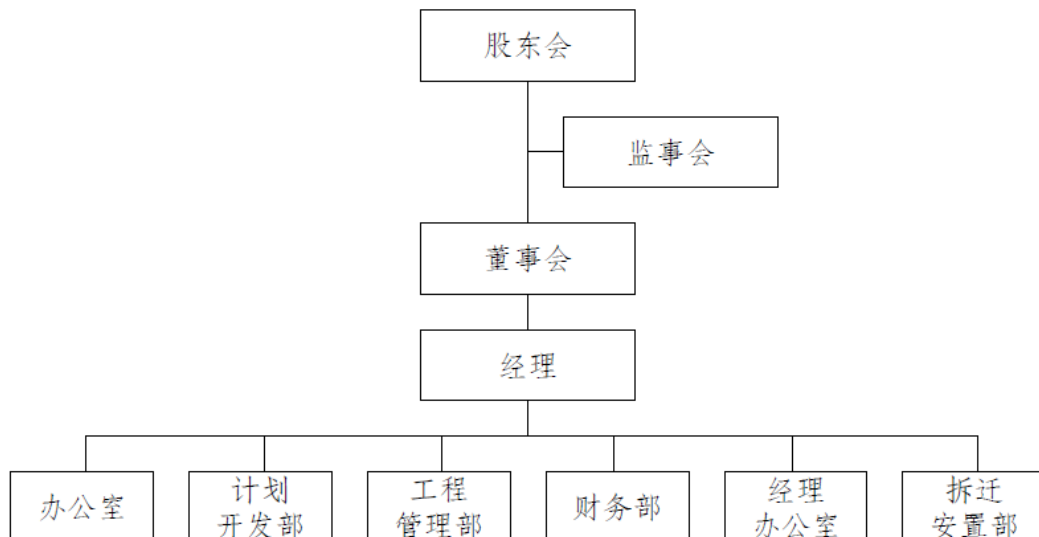 股东会
监事会
董事会
经理
办公室
计划
开发部
工程
管理部
财务部
经理
办公室
拆迁
安置部